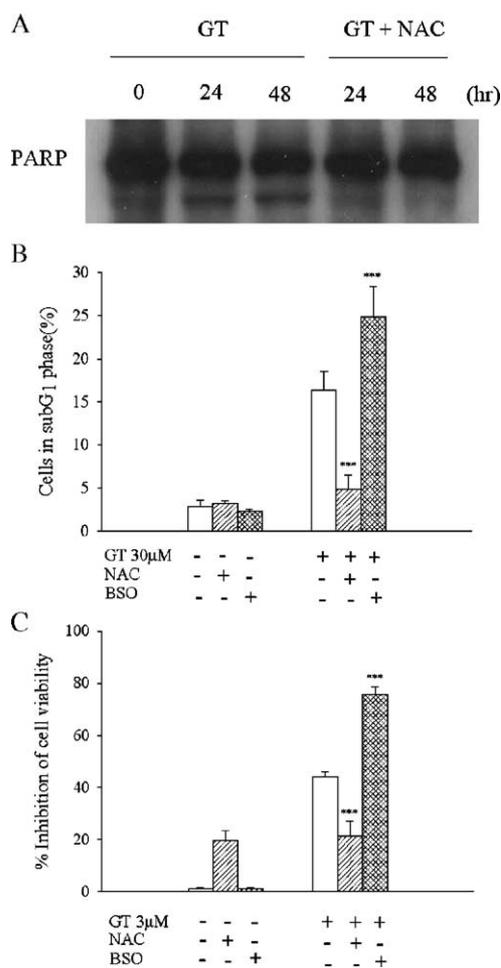 A
GT GT + NAC
0 24 48 24 48 (hr)
PARP
B
***
***
Cells in subG1 phase(%)
30
25
20
15
10
5
0
GT 30μM - - - + + +
NAC - + - - + -
BSO - - + - - +
C
***
***
% Inhibition of cell viability
100
80
60
40
20
0
GT 3μM - - - + + +
NAC - + - - + -
BSO - - + - - +